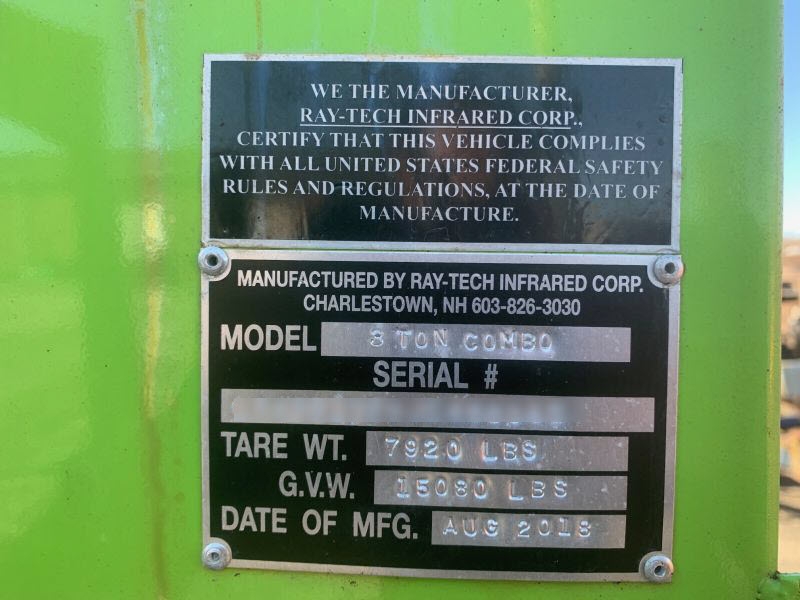 WE THE MANUFACTURER,
RAY-TECH INFRARED CORP.,
CERTIFY THAT THIS VEHICLE COMPLIES
WITH ALL UNITED STATES FEDERAL SAFETY
RULES AND REGULATIONS, AT THE DATE OF
MANUFACTURE.
MANUFACTURED BY RAY-TECH INFRARED CORP.
CHARLESTOWN, NH 603-826-3030
MODEL 8 TON COMBO
SERIAL #
TARE WT. 7920 LBS
G.V.W. 15080 LBS
DATE OF MFG. AUG 2018